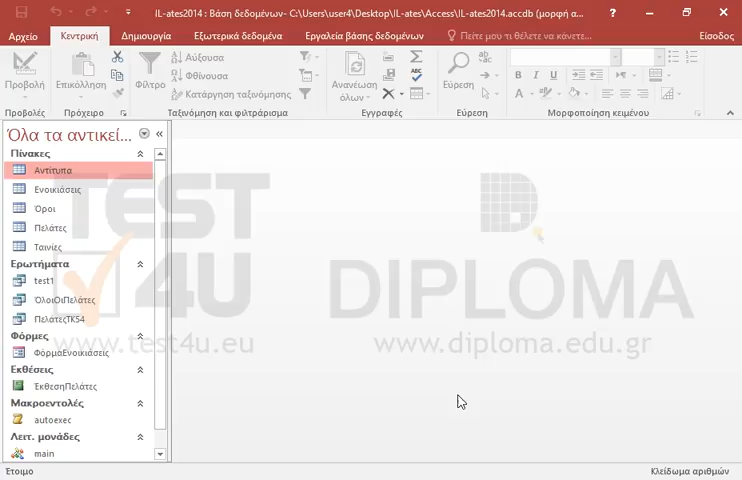 IL-ates2014 : Βάση δεδομένων- C:\Users\user4\Desktop\IL-ates\Access\IL-ates2014.accdb (μορφή α...
Αρχείο Κεντρική Δημιουργία Εξωτερικά δεδομένα Εργαλεία βάσης δεδομένων Πείτε μου τι θέλετε να κάνετε... Είσοδος
Προβολή Επικόλληση Φίλτρο Αύξουσα Φθίνουσα Κατάργηση ταξινόμησης Ανανέωση όλων Εύρεση
Προβολές Πρόχειρο Ταξινόμηση και φιλτράρισμα Εγγραφές Εύρεση Μορφοποίηση κειμένου
Όλα τα αντικεί...
Πίνακες
Αντίτυπα
Ενοικιάσεις
Όροι
Πελάτες
Ταινίες
Ερωτήματα
test1
ΌλοιΟιΠελάτες
ΠελάτεςΤΚ54
Φόρμες
ΦόρμαΕνοικιάσεις
Εκθέσεις
ΈκθεσηΠελάτες
Μακροεντολές
autoexec
Λειτ. μονάδες
main
TEST
4U
www.test4u.eu
DIPLOMA
www.diploma.edu.gr
Έτοιμο Κλείδωμα αριθμών